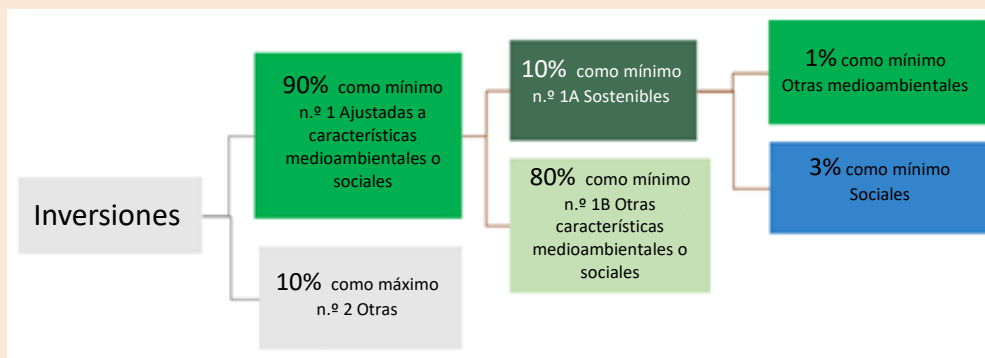 Inversiones
90% como mínimo
n.º 1 Ajustadas a
características
medioambientales o
sociales
10% como máximo
n.º 2 Otras
10% como mínimo
n.º 1A Sostenibles
80% como mínimo
n.º 1B Otras
características
medioambientales o
sociales
1% como mínimo
Otras medioambientales
3% como mínimo
Sociales